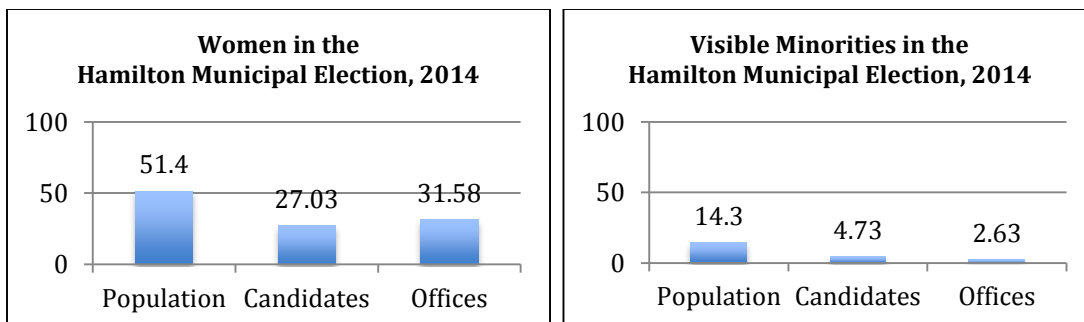 Women in the
Hamilton Municipal Election, 2014
100
50
0
51.4
27.03
31.58
Population Candidates Offices
Visible Minorities in the
Hamilton Municipal Election, 2014
100
50
0
14.3
4.73
2.63
Population Candidates Offices